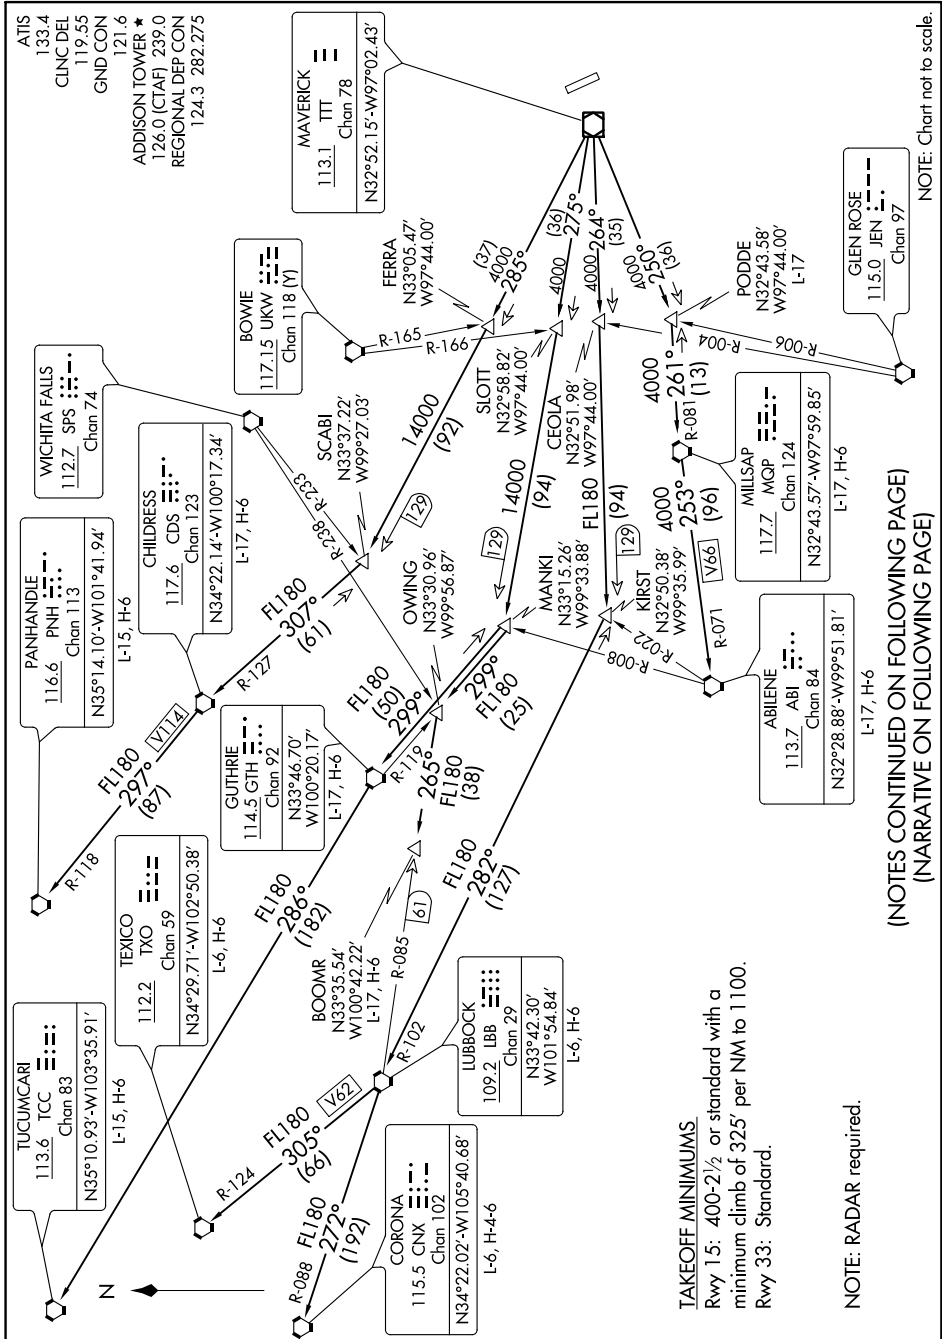 ATIS
133.4
CLNC DEL
119.55
GND CON
121.6
ADDISON TOWER ★
126.0 (CTAF) 239.0
REGIONAL DEP CON
124.3 282.275
MAVERICK
113.1 TTT
Chan 78
N32°52.15'-W97°02.43'
BOWIE
117.15 UKW
Chan 118 (Y)
WICHITA FALLS
112.7 SPS
Chan 74
CHILDRESS
117.6 CDS
Chan 123
N34°22.14'-W100°17.34'
L-17, H-6
PANHANDLE
116.6 PNH
Chan 113
N35°14.10'-W101°41.94'
L-15, H-6
TEXICO
112.2 TXO
Chan 59
N34°29.71'-W102°50.38'
L-6, H-6
TUCUMCARI
113.6 TCC
Chan 83
N35°10.93'-W103°35.91'
L-15, H-6
GUTHRIE
114.5 GTH
Chan 92
N33°46.70'
W100°20.17'
L-17, H-6
FERRA
N33°05.47'
W97°44.00'
SCABI
N33°37.22'
W99°27.03'
SLOTT
N32°58.82'
W97°44.00'
CEOLA
N32°51.98'
W97°44.00'
PODDE
N32°43.58'
W97°44.00'
L-17
OWING
N33°30.96'
W99°56.87'
MANKI
N33°15.26'
W99°33.88'
KIRST
N32°50.38'
W99°35.99'
BOOMR
N33°35.54'
W100°42.22'
L-17, H-6
GLEN ROSE
115.0 JEN
Chan 97
MILLSAP
117.7 MQP
Chan 124
N32°43.57'-W97°59.85'
L-17, H-6
ABILENE
113.7 ABI
Chan 84
N32°28.88'-W99°51.81'
L-17, H-6
LUBBOCK
109.2 LBB
Chan 29
N33°42.30'
W101°54.84'
L-6, H-6
CORONA
115.5 CNX
Chan 102
N34°22.02'-W105°40.68'
L-6, H-4-6
(37)
4000
285°
(36)
4000
275°
4000
264°
(35)
4000
250°
(36)
R-165
R-166
R-004
R-006
14000
(92)
129
14000
(94)
129
FL180
(94)
129
4000
261°
(13)
R-081
4000
253°
(96)
V66
R-071
R-233
R-238
FL180
307°
(61)
R-127
FL180
297°
(87)
V114
R-118
FL180
(50)
299°
299°
FL180
(25)
R-119
265°
FL180
(38)
R-008
R-022
FL180
286°
(182)
FL180
282°
(127)
61
R-085
R-102
FL180
305°
(66)
V62
R-124
FL180
272°
(192)
R-088
N
TAKEOFF MINIMUMS
Rwy 15: 400-2½ or standard with a
minimum climb of 325' per NM to 1100.
Rwy 33: Standard.
NOTE: RADAR required.
NOTE: Chart not to scale.
(NOTES CONTINUED ON FOLLOWING PAGE)
(NARRATIVE ON FOLLOWING PAGE)